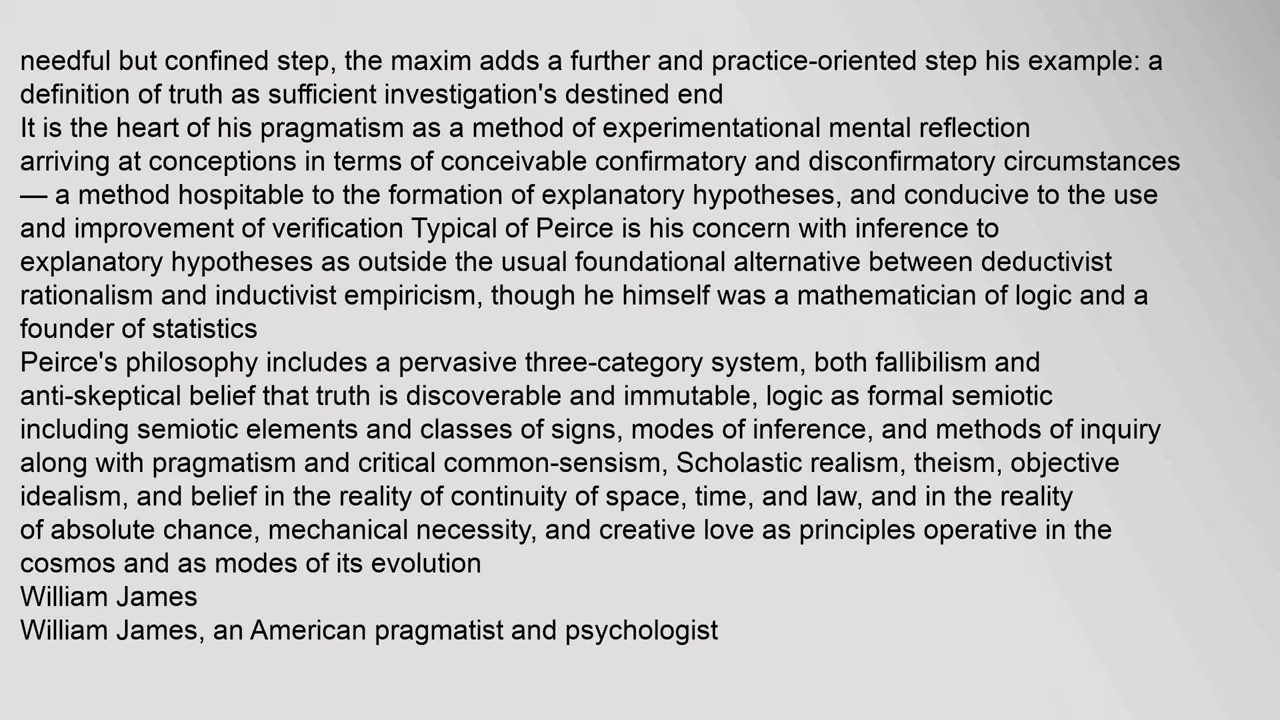 needful but confined step, the maxim adds a further and practice-oriented step his example: a
definition of truth as sufficient investigation's destined end
It is the heart of his pragmatism as a method of experimentational mental reflection
arriving at conceptions in terms of conceivable confirmatory and disconfirmatory circumstances
— a method hospitable to the formation of explanatory hypotheses, and conducive to the use
and improvement of verification Typical of Peirce is his concern with inference to
explanatory hypotheses as outside the usual foundational alternative between deductivist
rationalism and inductivist empiricism, though he himself was a mathematician of logic and a
founder of statistics
Peirce's philosophy includes a pervasive three-category system, both fallibilism and
anti-skeptical belief that truth is discoverable and immutable, logic as formal semiotic
including semiotic elements and classes of signs, modes of inference, and methods of inquiry
along with pragmatism and critical common-sensism, Scholastic realism, theism, objective
idealism, and belief in the reality of continuity of space, time, and law, and in the reality
of absolute chance, mechanical necessity, and creative love as principles operative in the
cosmos and as modes of its evolution
William James
William James, an American pragmatist and psychologist